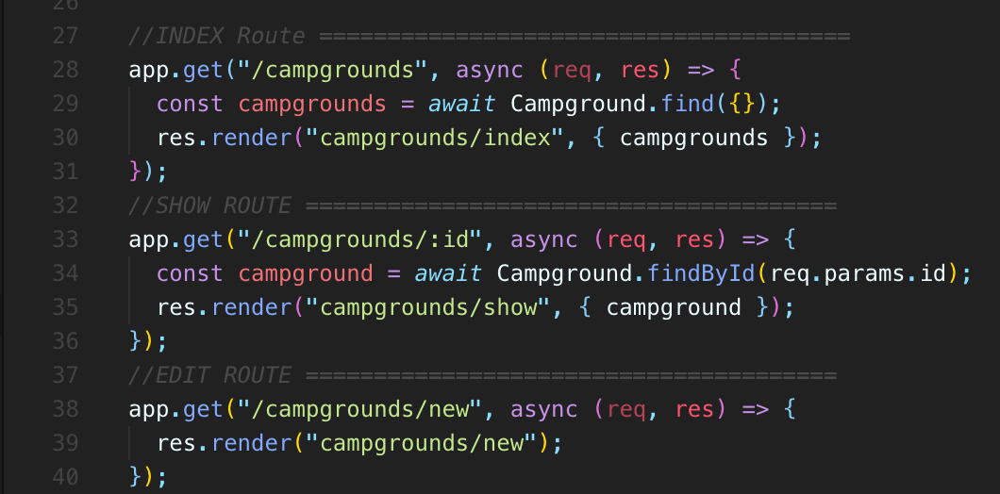 26
27 //INDEX Route =======================================
28 app.get("/campgrounds", async (req, res) => {
29   const campgrounds = await Campground.find({});
30   res.render("campgrounds/index", { campgrounds });
31 });
32 //SHOW ROUTE =======================================
33 app.get("/campgrounds/:id", async (req, res) => {
34   const campground = await Campground.findById(req.params.id);
35   res.render("campgrounds/show", { campground });
36 });
37 //EDIT ROUTE =======================================
38 app.get("/campgrounds/new", async (req, res) => {
39   res.render("campgrounds/new");
40 });